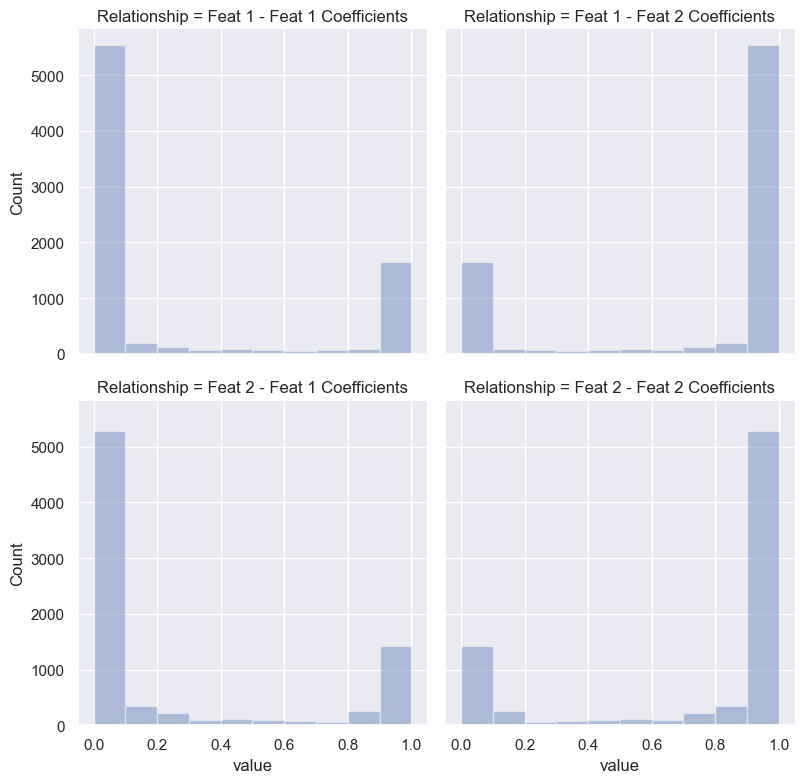 Relationship = Feat 1 - Feat 1 Coefficients
Relationship = Feat 1 - Feat 2 Coefficients
5000
4000
3000
2000
1000
0
Count
Relationship = Feat 2 - Feat 1 Coefficients
Relationship = Feat 2 - Feat 2 Coefficients
5000
4000
3000
2000
1000
0
Count
0.0 0.2 0.4 0.6 0.8 1.0
0.0 0.2 0.4 0.6 0.8 1.0
value
value